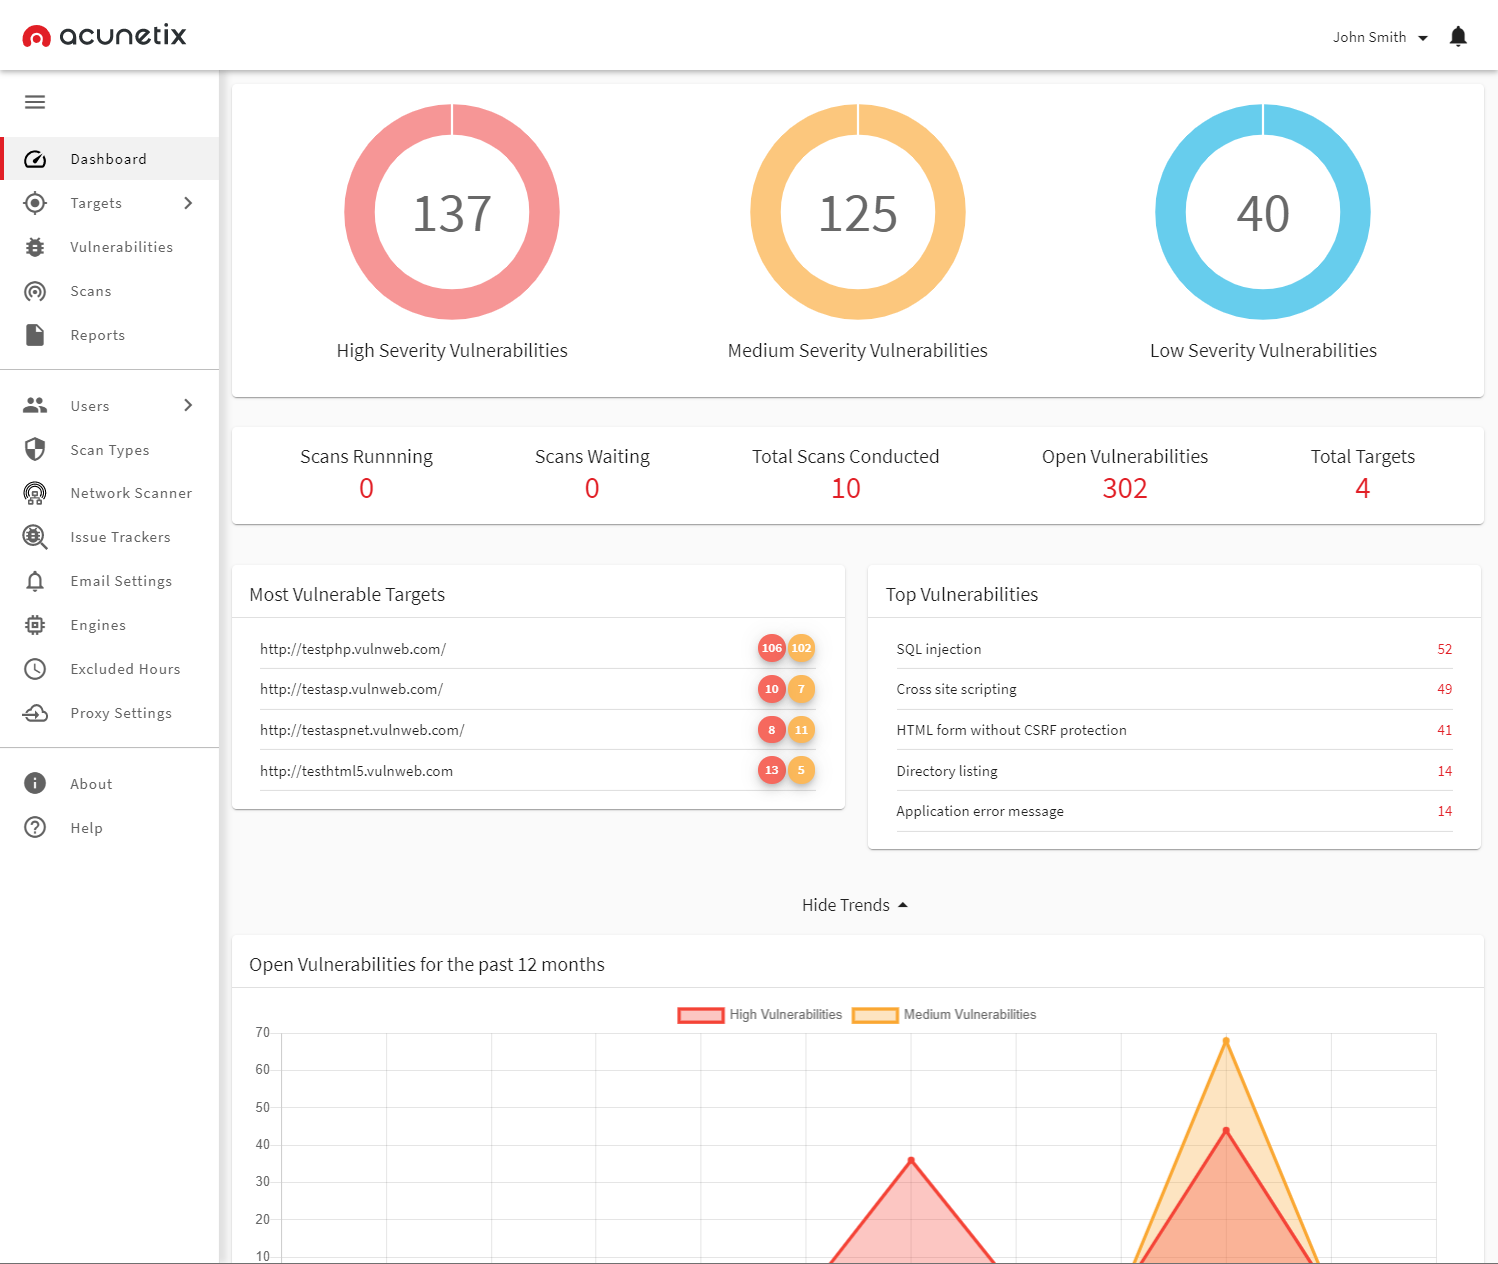 acunetix
John Smith
Dashboard
Targets
Vulnerabilities
Scans
Reports
Users
Scan Types
Network Scanner
Issue Trackers
Email Settings
Engines
Excluded Hours
Proxy Settings
About
Help
137
High Severity Vulnerabilities
125
Medium Severity Vulnerabilities
40
Low Severity Vulnerabilities
Scans Runnning
0
Scans Waiting
0
Total Scans Conducted
10
Open Vulnerabilities
302
Total Targets
4
Most Vulnerable Targets
http://testphp.vulnweb.com/ 106 102
http://testasp.vulnweb.com/ 10 7
http://testaspnet.vulnweb.com/ 8 11
http://testhtml5.vulnweb.com 13 5
Top Vulnerabilities
SQL injection 52
Cross site scripting 49
HTML form without CSRF protection 41
Directory listing 14
Application error message 14
Hide Trends
Open Vulnerabilities for the past 12 months
High Vulnerabilities Medium Vulnerabilities
70
60
50
40
30
20
10